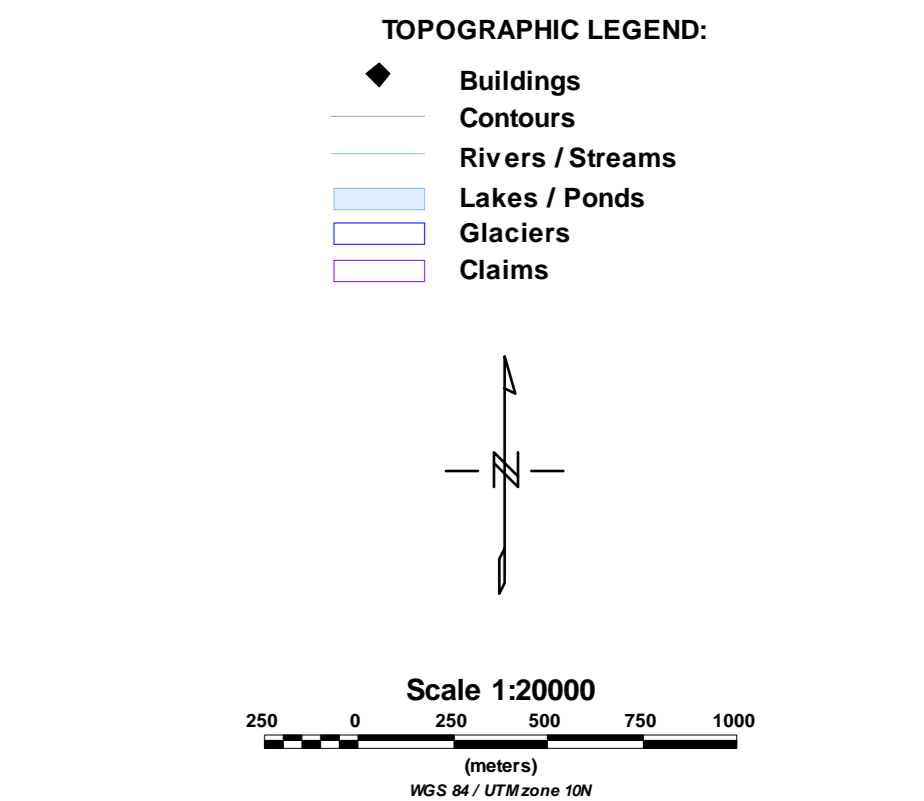 TOPOGRAPHIC LEGEND:
Buildings
Contours
Rivers / Streams
Lakes / Ponds
Glaciers
Claims
N
Scale 1:20000
250 0 250 500 750 1000
(meters)
WGS 84 / UTM zone 10N